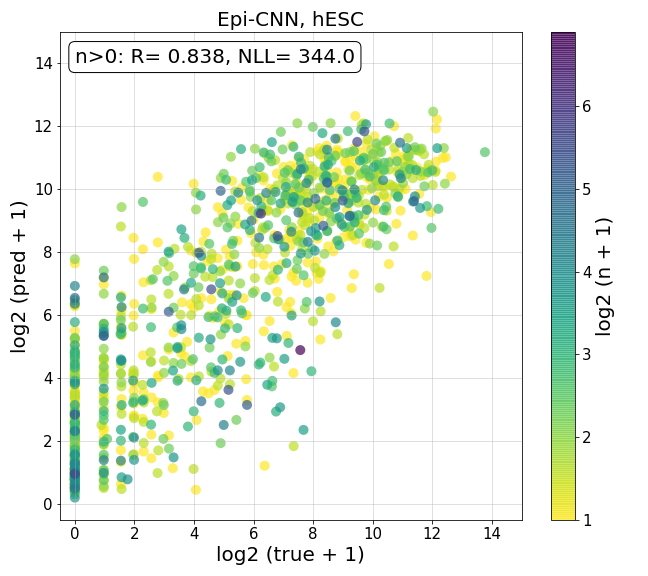 Epi-CNN, hESC
n>0: R= 0.838, NLL= 344.0
log2 (pred + 1)
14
12
10
8
6
4
2
0
0 2 4 6 8 10 12 14
log2 (true + 1)
6
5
4
3
2
1
log2 (n + 1)